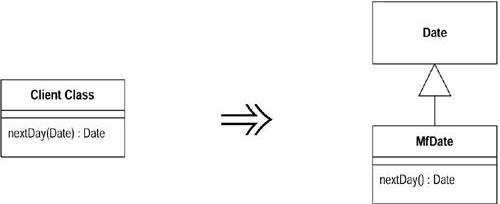 Client Class
nextDay(Date) : Date
Date
MfDate
nextDay() : Date